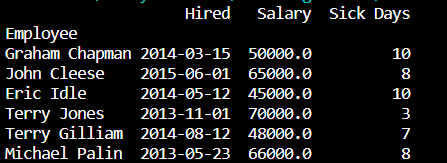 Hired Salary Sick Days
Employee
Graham Chapman 2014-03-15 50000.0 10
John Cleese 2015-06-01 65000.0 8
Eric Idle 2014-05-12 45000.0 10
Terry Jones 2013-11-01 70000.0 3
Terry Gilliam 2014-08-12 48000.0 7
Michael Palin 2013-05-23 66000.0 8